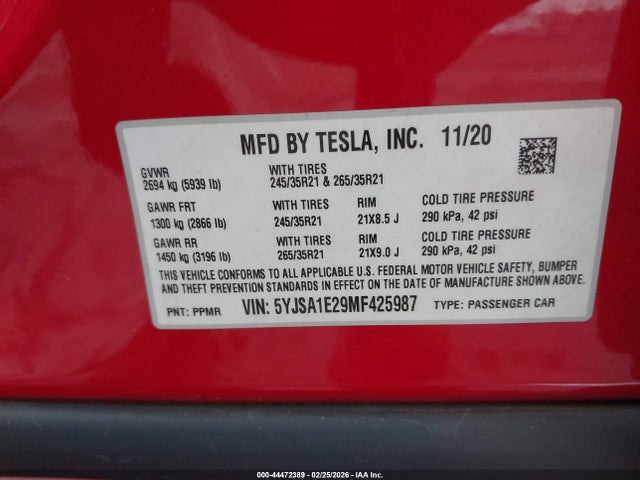 MFD BY TESLA, INC. 11/20
GVWR
2694 kg (5939 lb)
WITH TIRES
245/35R21 & 265/35R21
GAWR FRT
1300 kg (2866 lb)
WITH TIRES
245/35R21
RIM
21X8.5 J
COLD TIRE PRESSURE
290 kPa, 42 psi
GAWR RR
1450 kg (3196 lb)
WITH TIRES
265/35R21
RIM
21X9.0 J
COLD TIRE PRESSURE
290 kPa, 42 psi
THIS VEHICLE CONFORMS TO ALL APPLICABLE U.S. FEDERAL MOTOR VEHICLE SAFETY, BUMPER
AND THEFT PREVENTION STANDARDS IN EFFECT ON THE DATE OF MANUFACTURE SHOWN ABOVE.
PNT: PPMR VIN: 5YJSA1E29MF425987 TYPE: PASSENGER CAR
000-44472389 - 02/25/2026 - IAA Inc.